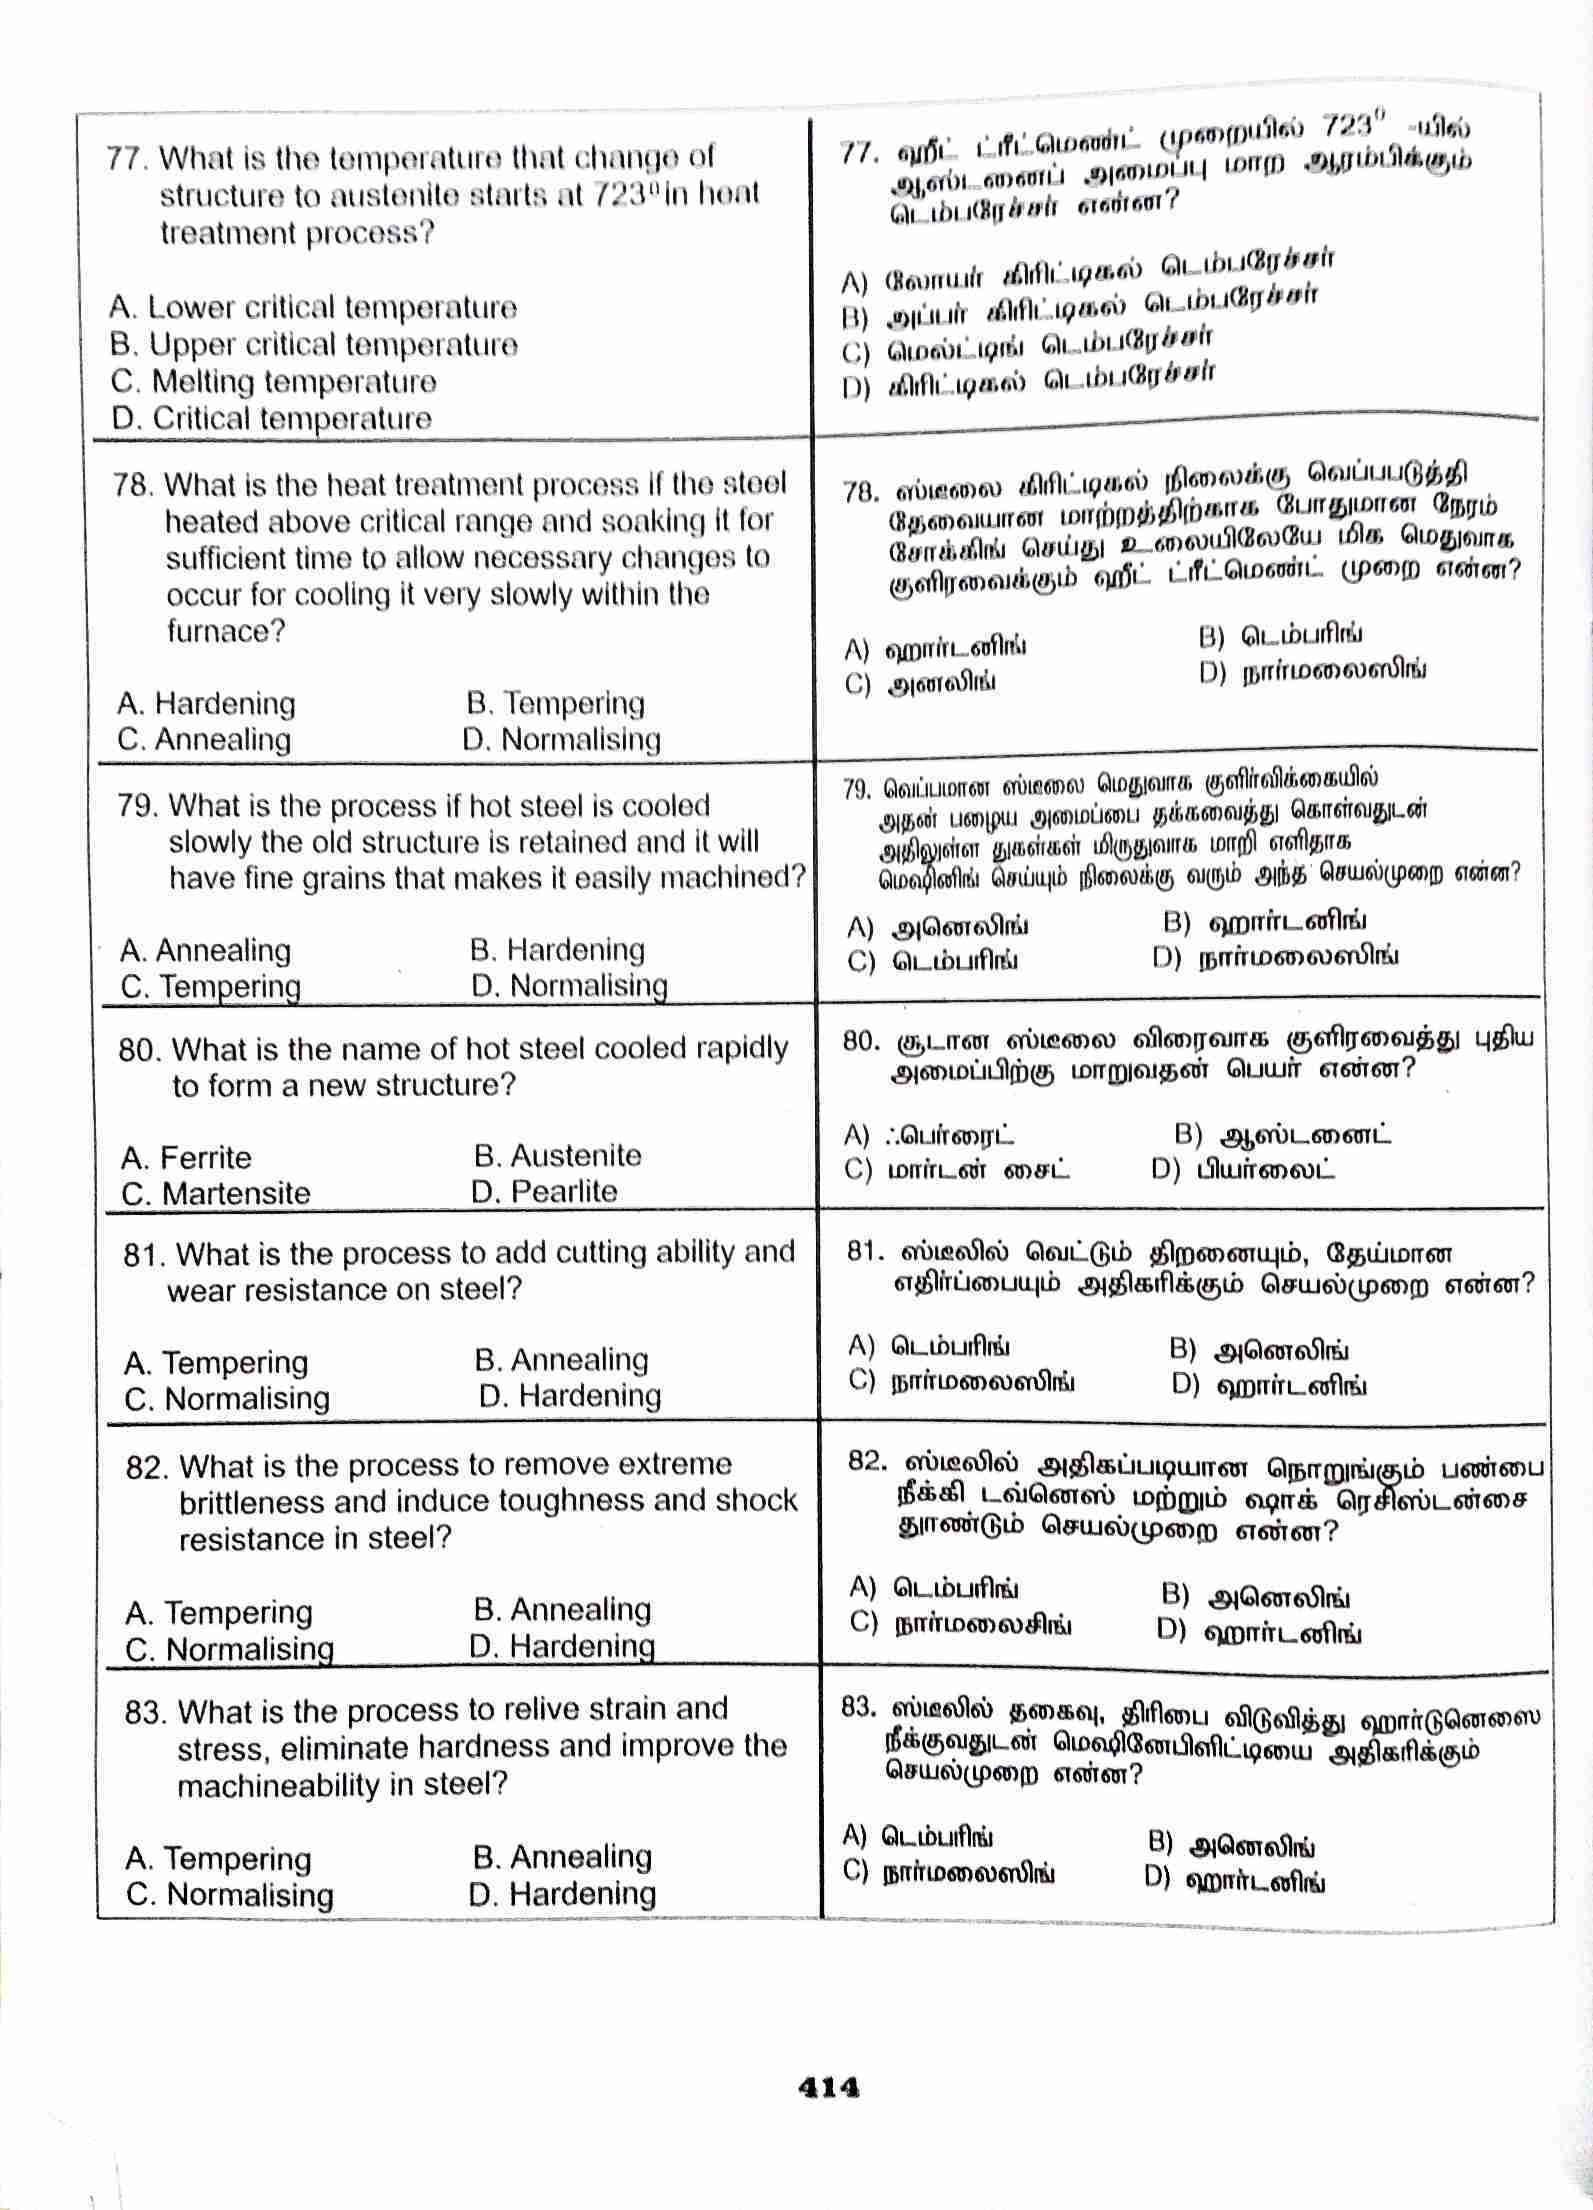 77. What is the temperature that change of
structure to austenite starts at 723⁰ in heat
treatment process?
A. Lower critical temperature
B. Upper critical temperature
C. Melting temperature
D. Critical temperature
77. ஹீட் ட்ரீட்மெண்ட் முறையில் 723⁰ -யில்
ஆஸ்டனைப் அமைப்பு மாற ஆரம்பிக்கும்
டெம்பரேச்சர் என்ன?
A) லோயர் கிரிட்டிகல் டெம்பரேச்சர்
B) அப்பர் கிரிட்டிகல் டெம்பரேச்சர்
C) மெல்ட்டிங் டெம்பரேச்சர்
D) கிரிட்டிகல் டெம்பரேச்சர்
78. What is the heat treatment process if the steel
heated above critical range and soaking it for
sufficient time to allow necessary changes to
occur for cooling it very slowly within the
furnace?
A. Hardening B. Tempering
C. Annealing D. Normalising
78. ஸ்டீலை கிரிட்டிகல் நிலைக்கு வெப்பபடுத்தி
தேவையான மாற்றத்திற்காக போதுமான நேரம்
சோக்கிங் செய்து உலையிலேயே மிக மெதுவாக
குளிரவைக்கும் ஹீட் ட்ரீட்மெண்ட் முறை என்ன?
A) ஹார்டனிங் B) டெம்பரிங்
C) அனலிங் D) நார்மலைஸிங்
79. What is the process if hot steel is cooled
slowly the old structure is retained and it will
have fine grains that makes it easily machined?
A. Annealing B. Hardening
C. Tempering D. Normalising
79. வெப்பமான ஸ்டீலை மெதுவாக குளிர்விக்கையில்
அதன் பழைய அமைப்பை தக்கவைத்து கொள்வதுடன்
அதிலுள்ள துகள்கள் மிருதுவாக மாறி எளிதாக
மெஷினிங் செய்யும் நிலைக்கு வரும் அந்த செயல்முறை என்ன?
A) அனெலிங் B) ஹார்டனிங்
C) டெம்பரிங் D) நார்மலைஸிங்
80. What is the name of hot steel cooled rapidly
to form a new structure?
A. Ferrite B. Austenite
C. Martensite D. Pearlite
80. சூடான ஸ்டீலை விரைவாக குளிரவைத்து புதிய
அமைப்பிற்கு மாறுவதன் பெயர் என்ன?
A) ஃபெர்ரைட் B) ஆஸ்டனைட்
C) மார்டன் சைட் D) பியர்லைட்
81. What is the process to add cutting ability and
wear resistance on steel?
A. Tempering B. Annealing
C. Normalising D. Hardening
81. ஸ்டீலில் வெட்டும் திறனையும், தேய்மான
எதிர்ப்பையும் அதிகரிக்கும் செயல்முறை என்ன?
A) டெம்பரிங் B) அனெலிங்
C) நார்மலைஸிங் D) ஹார்டனிங்
82. What is the process to remove extreme
brittleness and induce toughness and shock
resistance in steel?
A. Tempering B. Annealing
C. Normalising D. Hardening
82. ஸ்டீலில் அதிகப்படியான நொறுங்கும் பண்பை
நீக்கி டவ்னெஸ் மற்றும் ஷாக் ரெசிஸ்டன்சை
தூண்டும் செயல்முறை என்ன?
A) டெம்பரிங் B) அனெலிங்
C) நார்மலைசிங் D) ஹார்டனிங்
83. What is the process to relive strain and
stress, eliminate hardness and improve the
machineability in steel?
A. Tempering B. Annealing
C. Normalising D. Hardening
83. ஸ்டீலில் தகைவு, திரிபை விடுவித்து ஹார்டுனெஸை
நீக்குவதுடன் மெஷினேபிளிட்டியை அதிகரிக்கும்
செயல்முறை என்ன?
A) டெம்பரிங் B) அனெலிங்
C) நார்மலைஸிங் D) ஹார்டனிங்
414